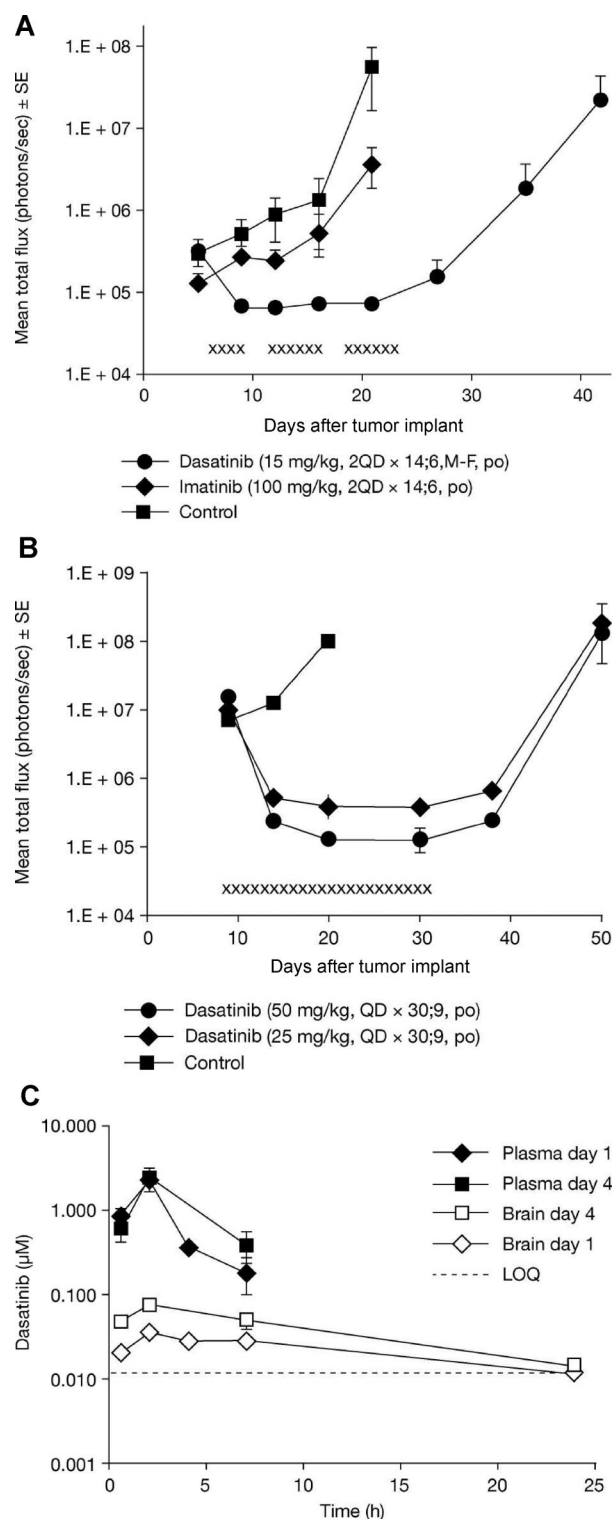 A
Mean total flux (photons/sec) ± SE
1.E + 08
1.E + 07
1.E + 06
1.E + 05
1.E + 04
xxxx xxxxxx xxxxxx
0 10 20 30 40
Days after tumor implant
Dasatinib (15 mg/kg, 2QD × 14;6,M-F, po)
Imatinib (100 mg/kg, 2QD × 14;6, po)
Control
B
Mean total flux (photons/sec) ± SE
1.E + 09
1.E + 08
1.E + 07
1.E + 06
1.E + 05
1.E + 04
xxxxxxxxxxxxxxxxxxxxxxx
0 10 20 30 40 50
Days after tumor implant
Dasatinib (50 mg/kg, QD × 30;9, po)
Dasatinib (25 mg/kg, QD × 30;9, po)
Control
C
Dasatinib (µM)
10.000
1.000
0.100
0.010
0.001
Plasma day 1
Plasma day 4
Brain day 4
Brain day 1
LOQ
0 5 10 15 20 25
Time (h)